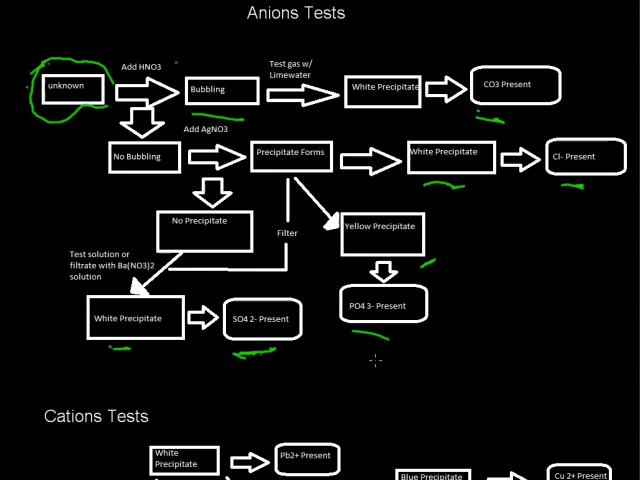 Anions Tests
Add HNO3
Test gas w/
Limewater
unknown
Bubbling
White Precipitate
CO3 Present
Add AgNO3
No Bubbling
Precipitate Forms
White Precipitate
Cl- Present
No Precipitate
Filter
Yellow Precipitate
Test solution or
filtrate with Ba(NO3)2
solution
White Precipitate
SO4 2- Present
PO4 3- Present
Cations Tests
White
Precipitate
Pb2+ Present
Blue Precipitate
Cu 2+ Present